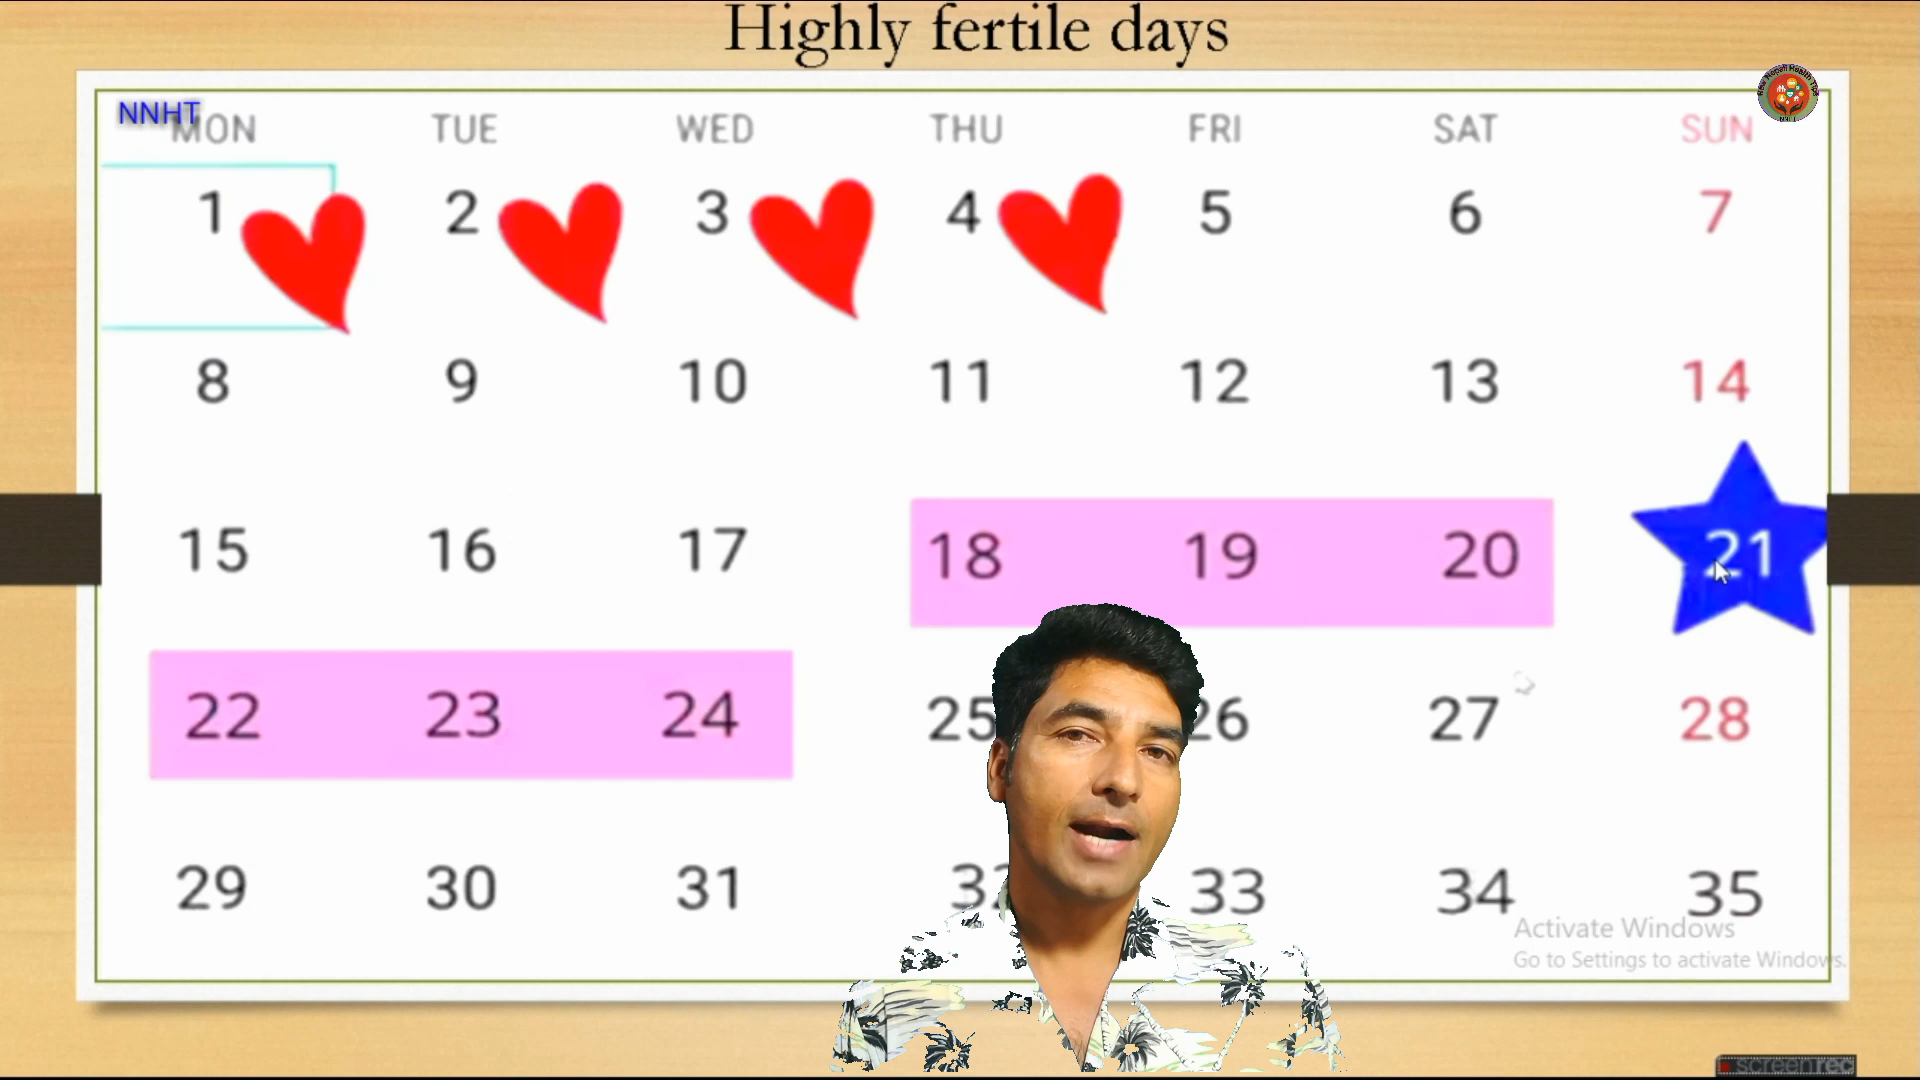 Highly fertile days
NNHT
MON TUE WED THU FRI SAT SUN
1 2 3 4 5 6 7
8 9 10 11 12 13 14
15 16 17 18 19 20 21
22 23 24 25 26 27 28
29 30 31 32 33 34 35
Activate Windows
Go to Settings to activate Windows.
screenrec